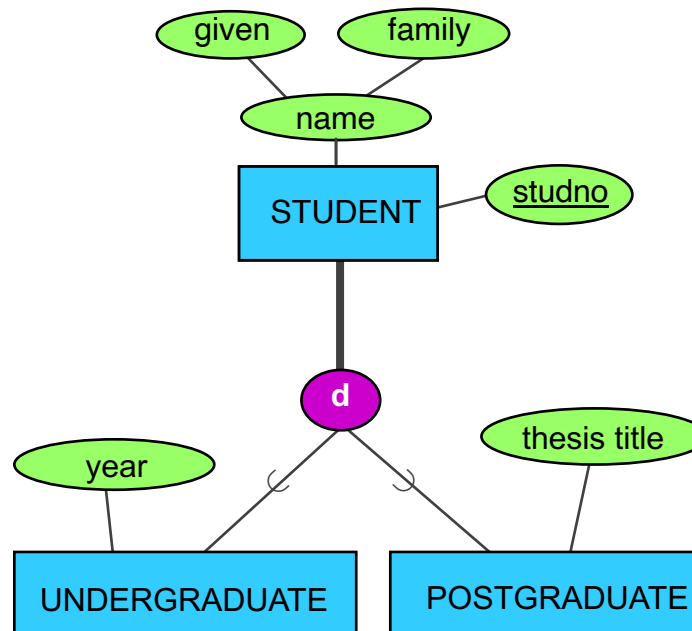 given
family
name
STUDENT
studno
d
year
thesis title
UNDERGRADUATE
POSTGRADUATE